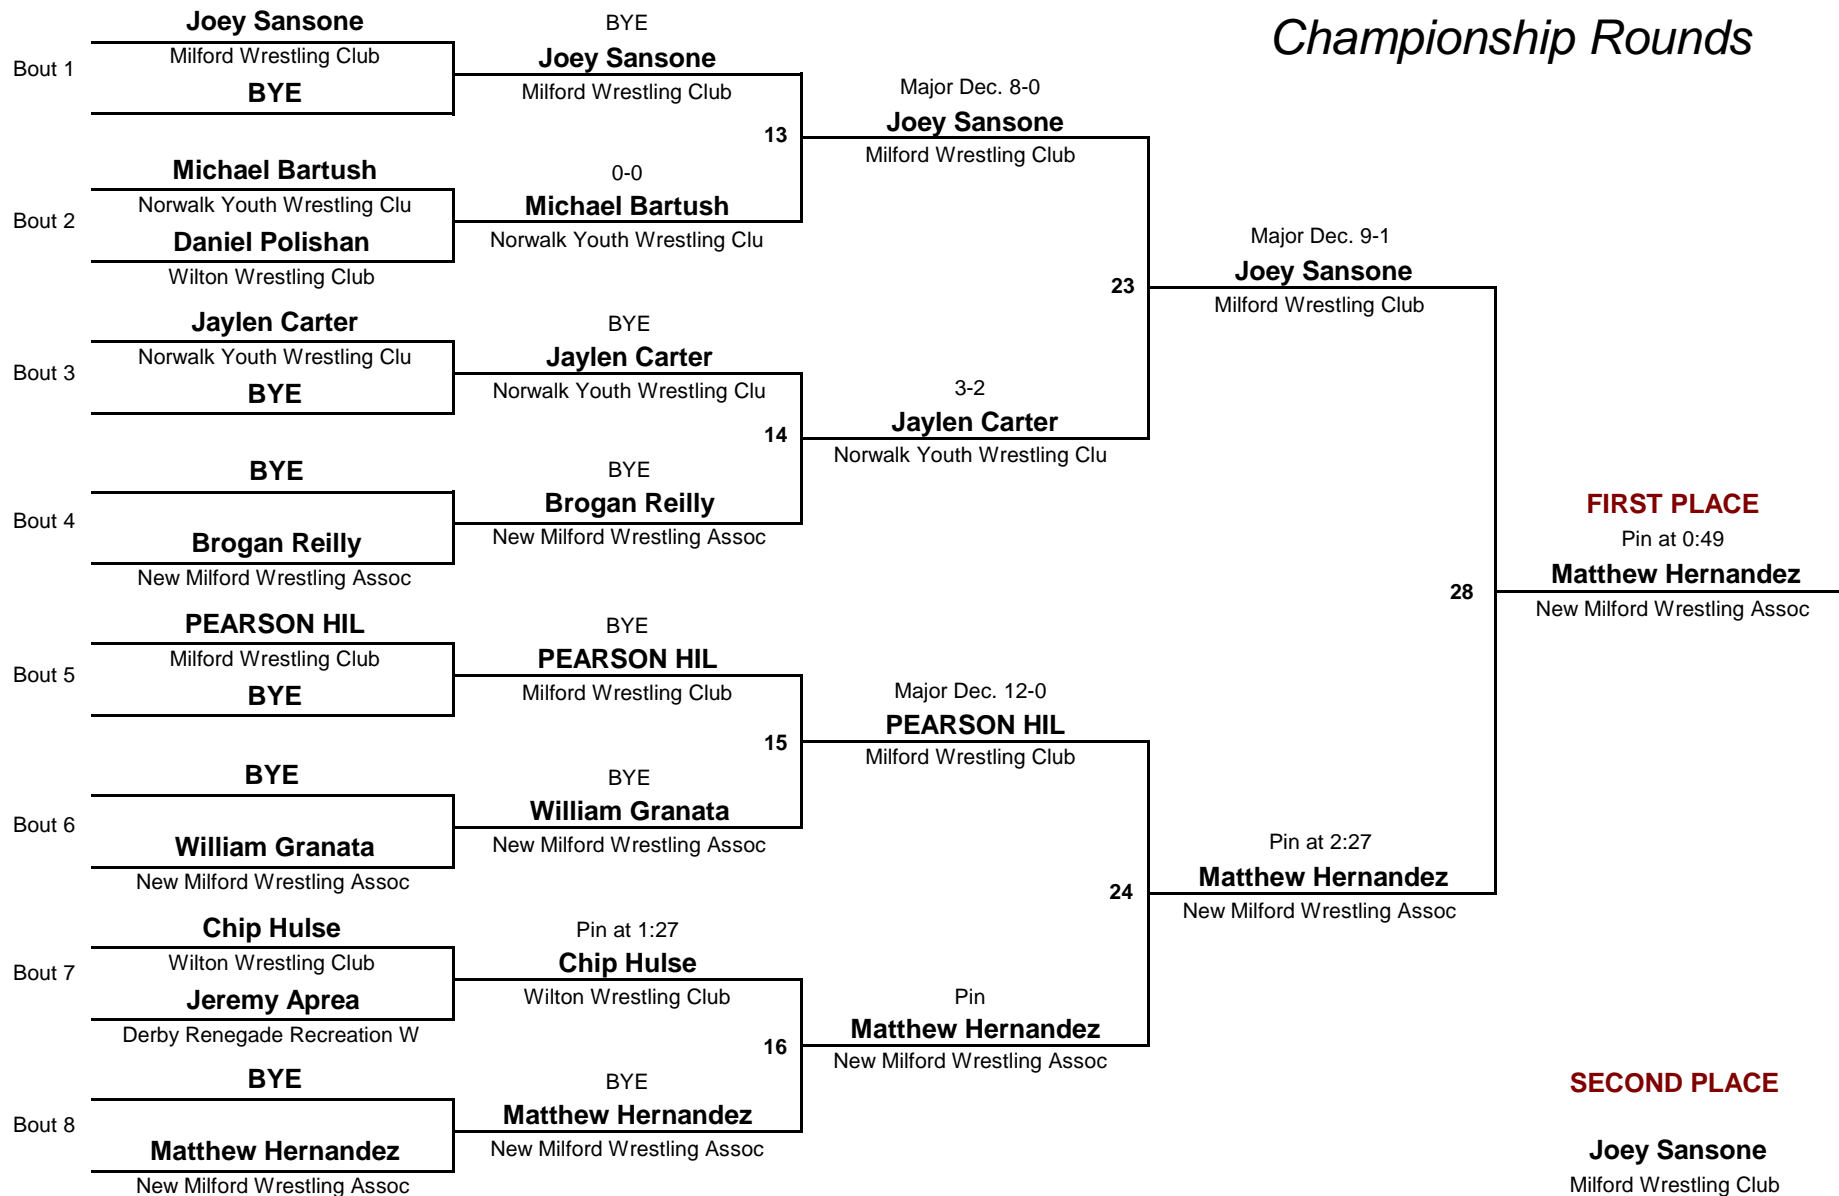 Championship Rounds
Joey Sansone
Milford Wrestling Club
Bout 1
BYE
Michael Bartush
Norwalk Youth Wrestling Clu
Bout 2
Daniel Polishan
Wilton Wrestling Club
Jaylen Carter
Norwalk Youth Wrestling Clu
Bout 3
BYE
BYE
Bout 4
Brogan Reilly
New Milford Wrestling Assoc
PEARSON HIL
Milford Wrestling Club
Bout 5
BYE
BYE
Bout 6
William Granata
New Milford Wrestling Assoc
Chip Hulse
Wilton Wrestling Club
Bout 7
Jeremy Aprea
Derby Renegade Recreation W
BYE
Bout 8
Matthew Hernandez
New Milford Wrestling Assoc
BYE
Joey Sansone
Milford Wrestling Club
13
0-0
Michael Bartush
Norwalk Youth Wrestling Clu
BYE
Jaylen Carter
Norwalk Youth Wrestling Clu
14
BYE
Brogan Reilly
New Milford Wrestling Assoc
BYE
PEARSON HIL
Milford Wrestling Club
15
BYE
William Granata
New Milford Wrestling Assoc
Pin at 1:27
Chip Hulse
Wilton Wrestling Club
16
BYE
Matthew Hernandez
New Milford Wrestling Assoc
Major Dec. 8-0
Joey Sansone
Milford Wrestling Club
23
3-2
Jaylen Carter
Norwalk Youth Wrestling Clu
Major Dec. 12-0
PEARSON HIL
Milford Wrestling Club
24
Pin
Matthew Hernandez
New Milford Wrestling Assoc
Major Dec. 9-1
Joey Sansone
Milford Wrestling Club
28
Pin at 2:27
Matthew Hernandez
New Milford Wrestling Assoc
FIRST PLACE
Pin at 0:49
Matthew Hernandez
New Milford Wrestling Assoc
SECOND PLACE
Joey Sansone
Milford Wrestling Club